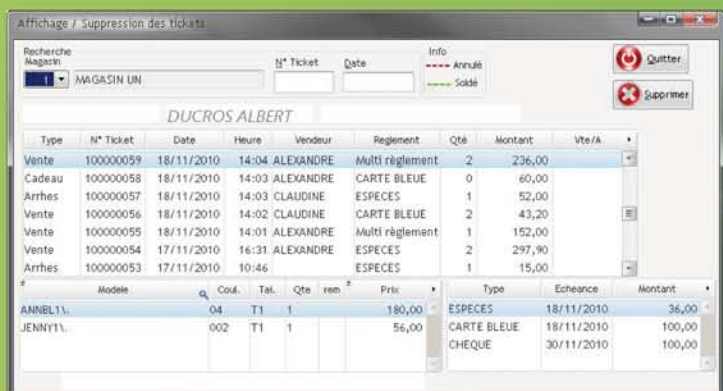 Affichage / Suppression des tickets
Recherche
Magasin
N° Ticket
Date
Info
1 MAGASIN UN
Annulé
Soldé
Quitter
Supprimer
DUCROS ALBERT
Type N° Ticket Date Heure Vendeur Reglement Qté Montant Vte/A
Vente 100000059 18/11/2010 14:04 ALEXANDRE Multi règlement 2 236,00
Cadeau 100000058 18/11/2010 14:03 ALEXANDRE CARTE BLEUE 0 60,00
Arrhes 100000057 18/11/2010 14:03 CLAUDINE ESPECES 1 52,00
Vente 100000056 18/11/2010 14:02 CLAUDINE CARTE BLEUE 2 43,20
Vente 100000055 18/11/2010 14:01 ALEXANDRE Multi règlement 1 152,00
Vente 100000054 17/11/2010 16:31 ALEXANDRE ESPECES 2 297,90
Arrhes 100000053 17/11/2010 10:46 ESPECES 1 15,00
Modele Coul. Tai. Qte rem Prix
ANNBL1\. 04 T1 1 180,00
JENNY1\. 002 T1 1 56,00
Type Echeance Montant
ESPECES 18/11/2010 36,00
CARTE BLEUE 18/11/2010 100,00
CHEQUE 30/11/2010 100,00